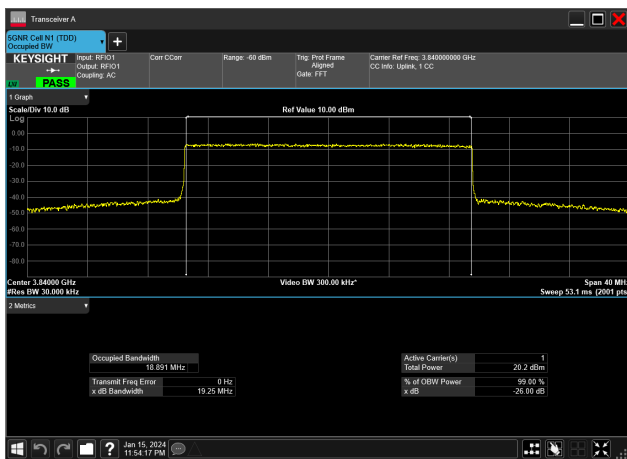 Transceiver A
5GNR Cell N1 (TDD)
Occupied BW
KEYSIGHT
LXI
PASS
Input: RFIO1
Output: RFIO1
Coupling: AC
Corr CCorr
Range: -60 dBm
Trig: Prot Frame
Aligned
Gate: FFT
Carrier Ref Freq: 3.840000000 GHz
CC Info: Uplink, 1 CC
1 Graph
Scale/Div 10.0 dB
Ref Value 10.00 dBm
Log
0.00
-10.0
-20.0
-30.0
-40.0
-50.0
-60.0
-70.0
-80.0
Center 3.84000 GHz
Video BW 300.00 kHz*
Span 40 MHz
#Res BW 30.000 kHz
Sweep 53.1 ms (2001 pts
2 Metrics
Occupied Bandwidth
18.891 MHz
Active Carrier(s) 1
Total Power 20.2 dBm
Transmit Freq Error 0 Hz
x dB Bandwidth 19.25 MHz
% of OBW Power 99.00 %
x dB -26.00 dB
?
Jan 15, 2024
11:54:17 PM